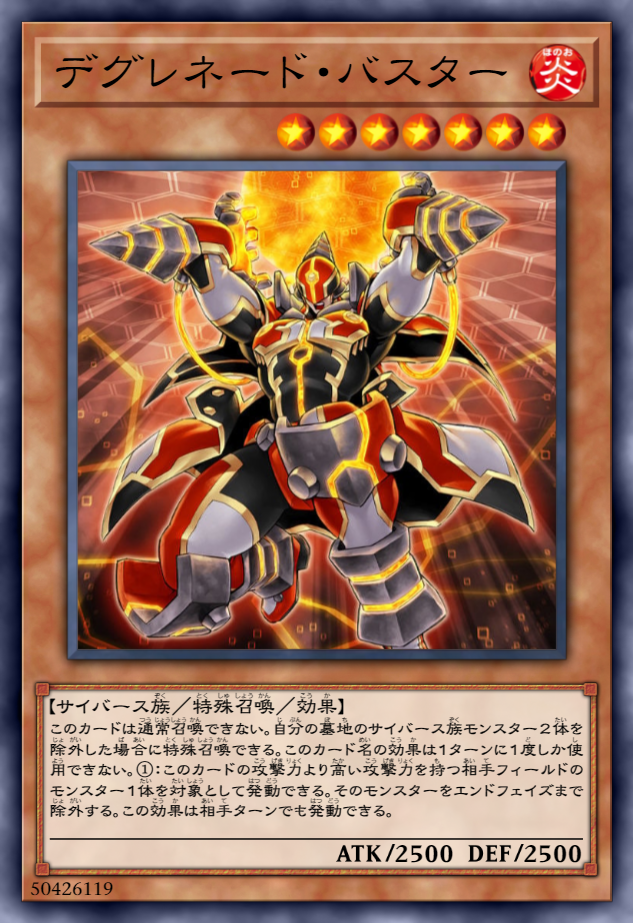 デグレネード・バスター
炎
ほのお
【サイバース族／特殊召喚／効果】
このカードは通常召喚できない。自分の墓地のサイバース族モンスター２体を
除外した場合に特殊召喚できる。このカード名の効果は１ターンに１度しか使
用できない。①：このカードの攻撃力より高い攻撃力を持つ相手フィールドの
モンスター１体を対象として発動できる。そのモンスターをエンドフェイズまで
除外する。この効果は相手ターンでも発動できる。
ATK/2500 DEF/2500
50426119